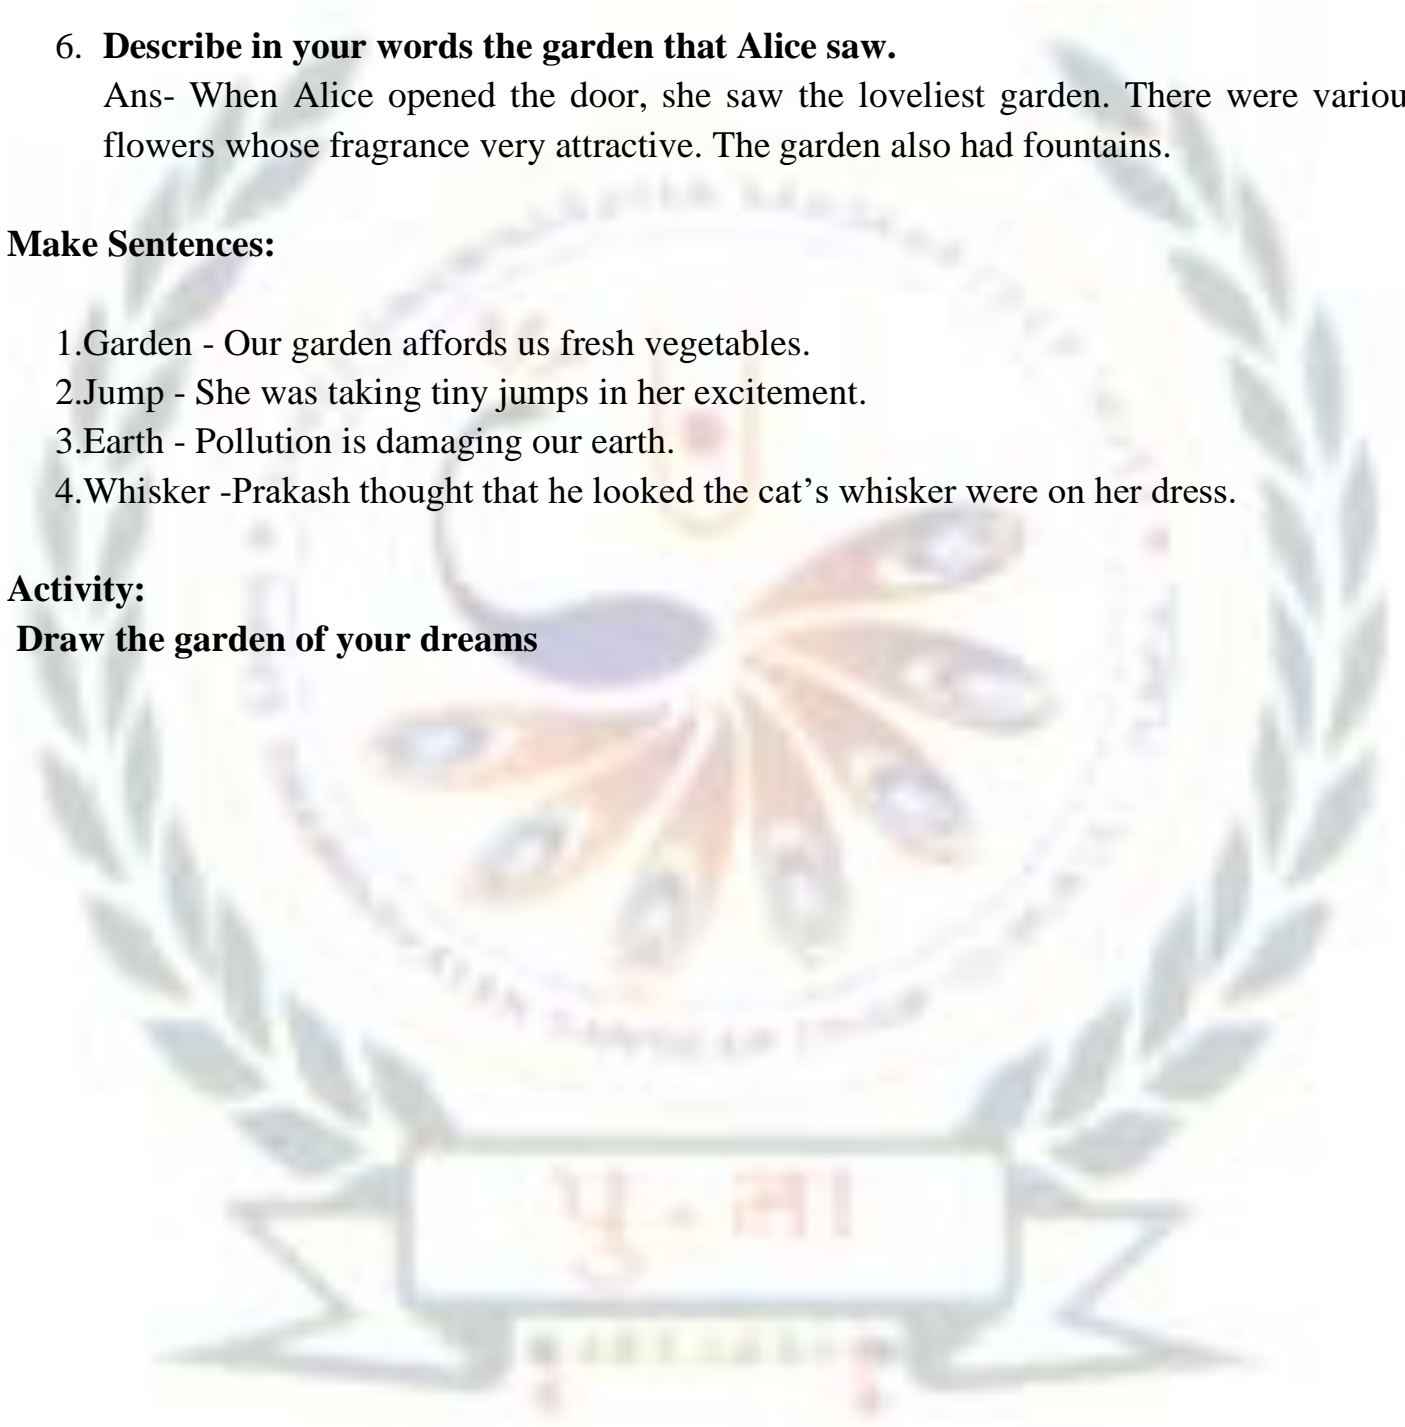 6. Describe in your words the garden that Alice saw.
Ans- When Alice opened the door, she saw the loveliest garden. There were variou
flowers whose fragrance very attractive. The garden also had fountains.
Make Sentences:
1.Garden - Our garden affords us fresh vegetables.
2.Jump - She was taking tiny jumps in her excitement.
3.Earth - Pollution is damaging our earth.
4.Whisker -Prakash thought that he looked the cat’s whisker were on her dress.
Activity:
Draw the garden of your dreams
पु - ना